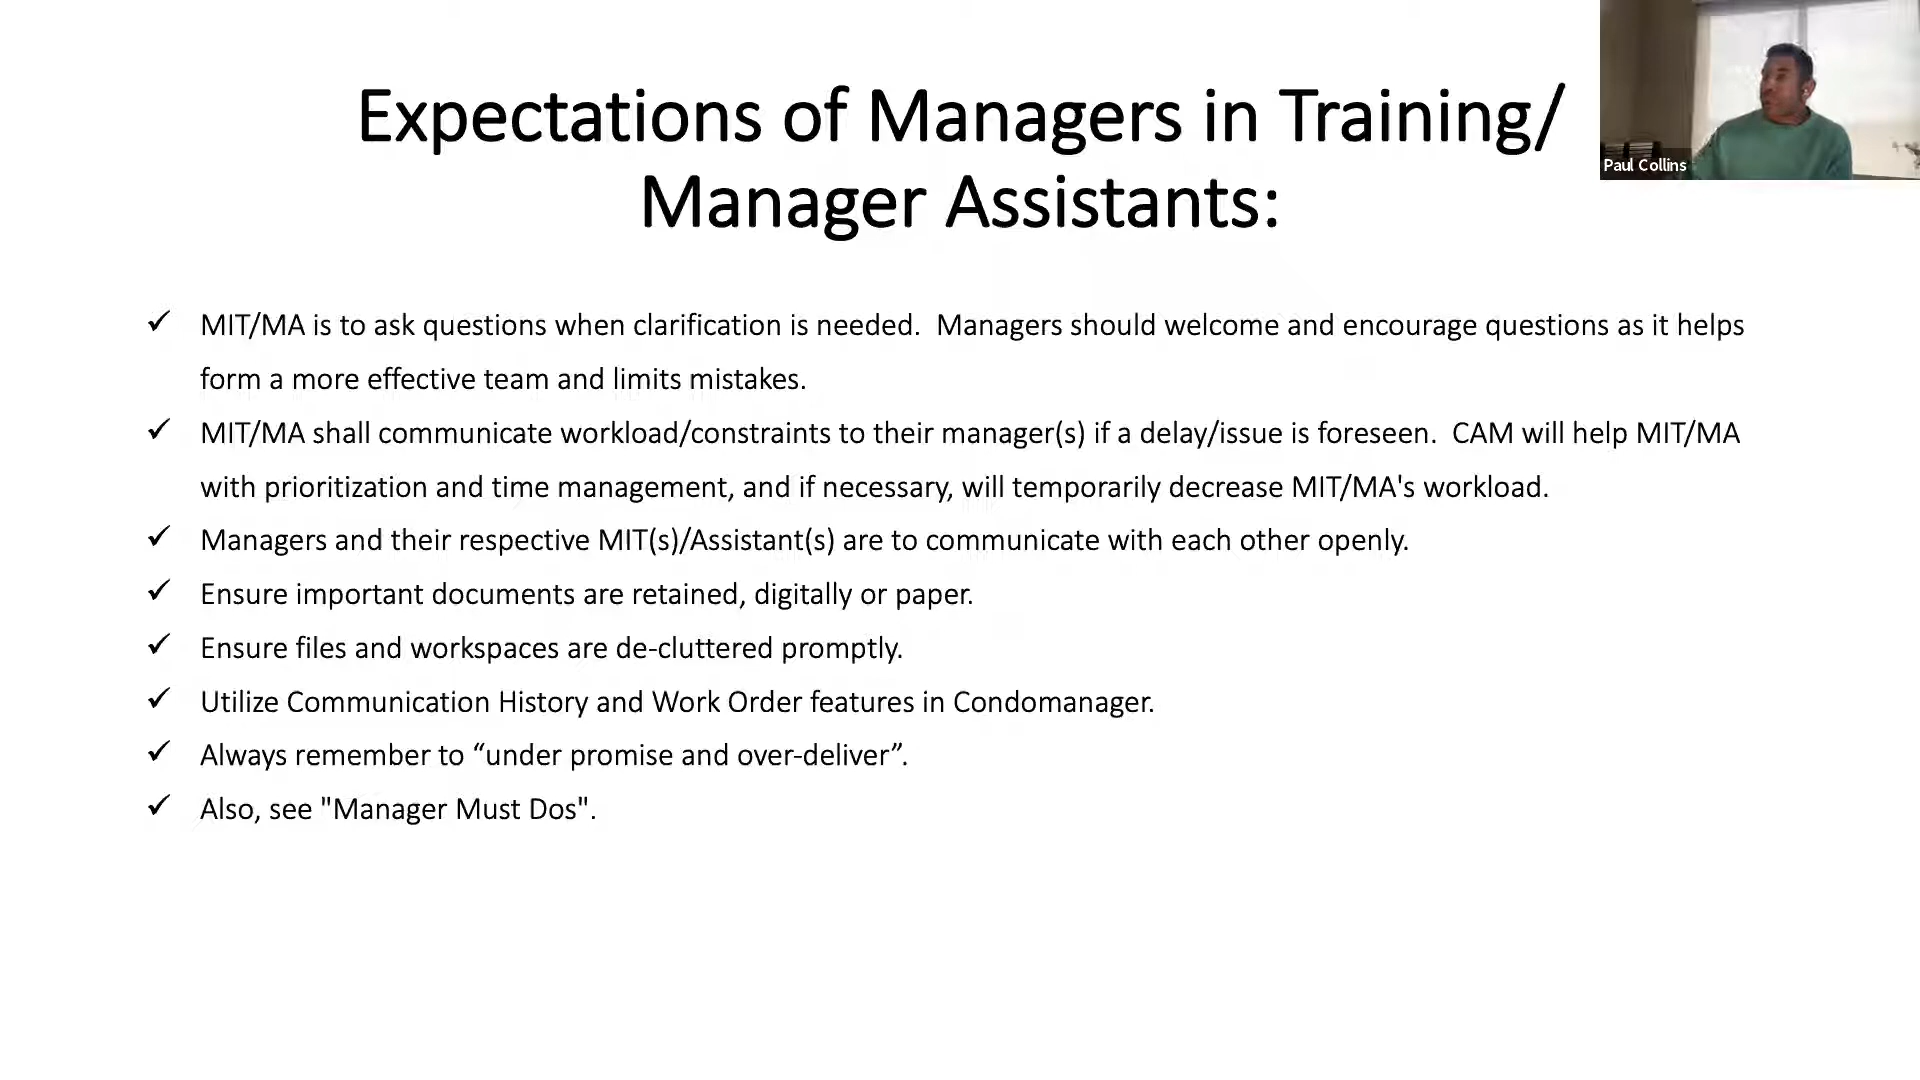 Expectations of Managers in Training/
Manager Assistants:
Paul Collins
✓ MIT/MA is to ask questions when clarification is needed.  Managers should welcome and encourage questions as it helps
form a more effective team and limits mistakes.
✓ MIT/MA shall communicate workload/constraints to their manager(s) if a delay/issue is foreseen.  CAM will help MIT/MA
with prioritization and time management, and if necessary, will temporarily decrease MIT/MA's workload.
✓ Managers and their respective MIT(s)/Assistant(s) are to communicate with each other openly.
✓ Ensure important documents are retained, digitally or paper.
✓ Ensure files and workspaces are de-cluttered promptly.
✓ Utilize Communication History and Work Order features in Condomanager.
✓ Always remember to “under promise and over-deliver”.
✓ Also, see "Manager Must Dos".